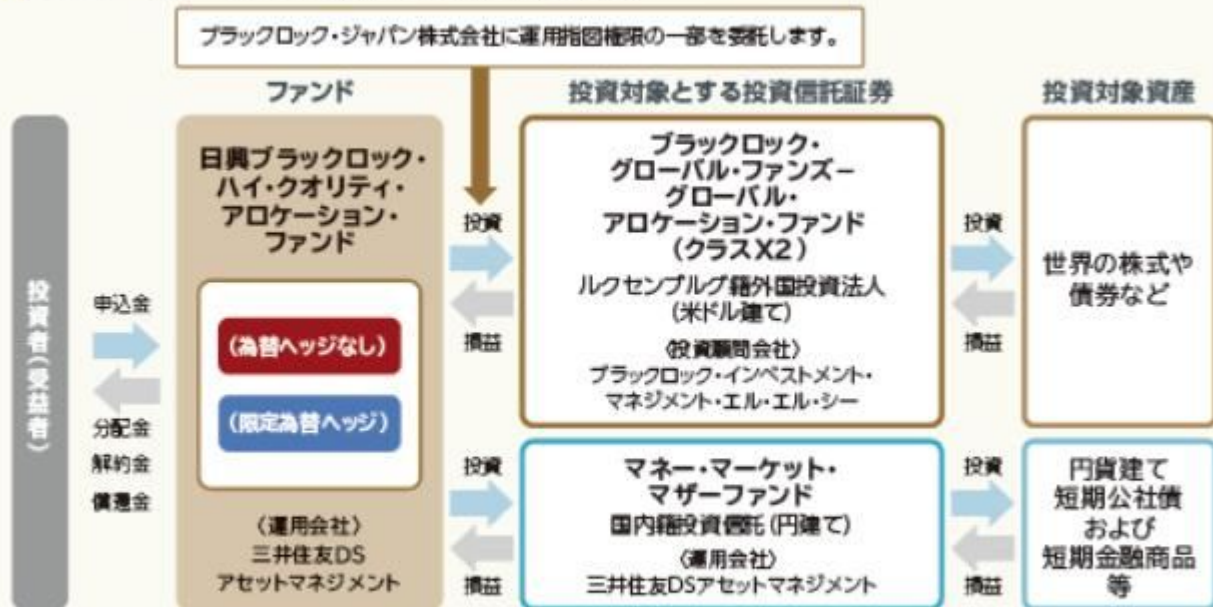 ブラックロック・ジャパン株式会社に運用指図権限の一部を委託します。
ファンド
投資対象とする投資信託証券
投資対象資産
投資者(受益者)
申込金
分配金
解約金
償還金
日興ブラックロック・
ハイ・クオリティ・
アロケーション・
ファンド
(為替ヘッジなし)
(限定為替ヘッジ)
〈運用会社〉
三井住友DS
アセットマネジメント
投資
損益
ブラックロック・
グローバル・ファンズ－
グローバル・
アロケーション・ファンド
(クラスX2)
ルクセンブルグ籍外国投資法人
(米ドル建て)
〈投資顧問会社〉
ブラックロック・インベストメント・
マネジメント・エル・エル・シー
投資
損益
世界の株式や
債券など
投資
損益
マネー・マーケット・
マザーファンド
国内籍投資信託(円建て)
〈運用会社〉
三井住友DSアセットマネジメント
投資
損益
円貨建て
短期公社債
および
短期金融商品
等